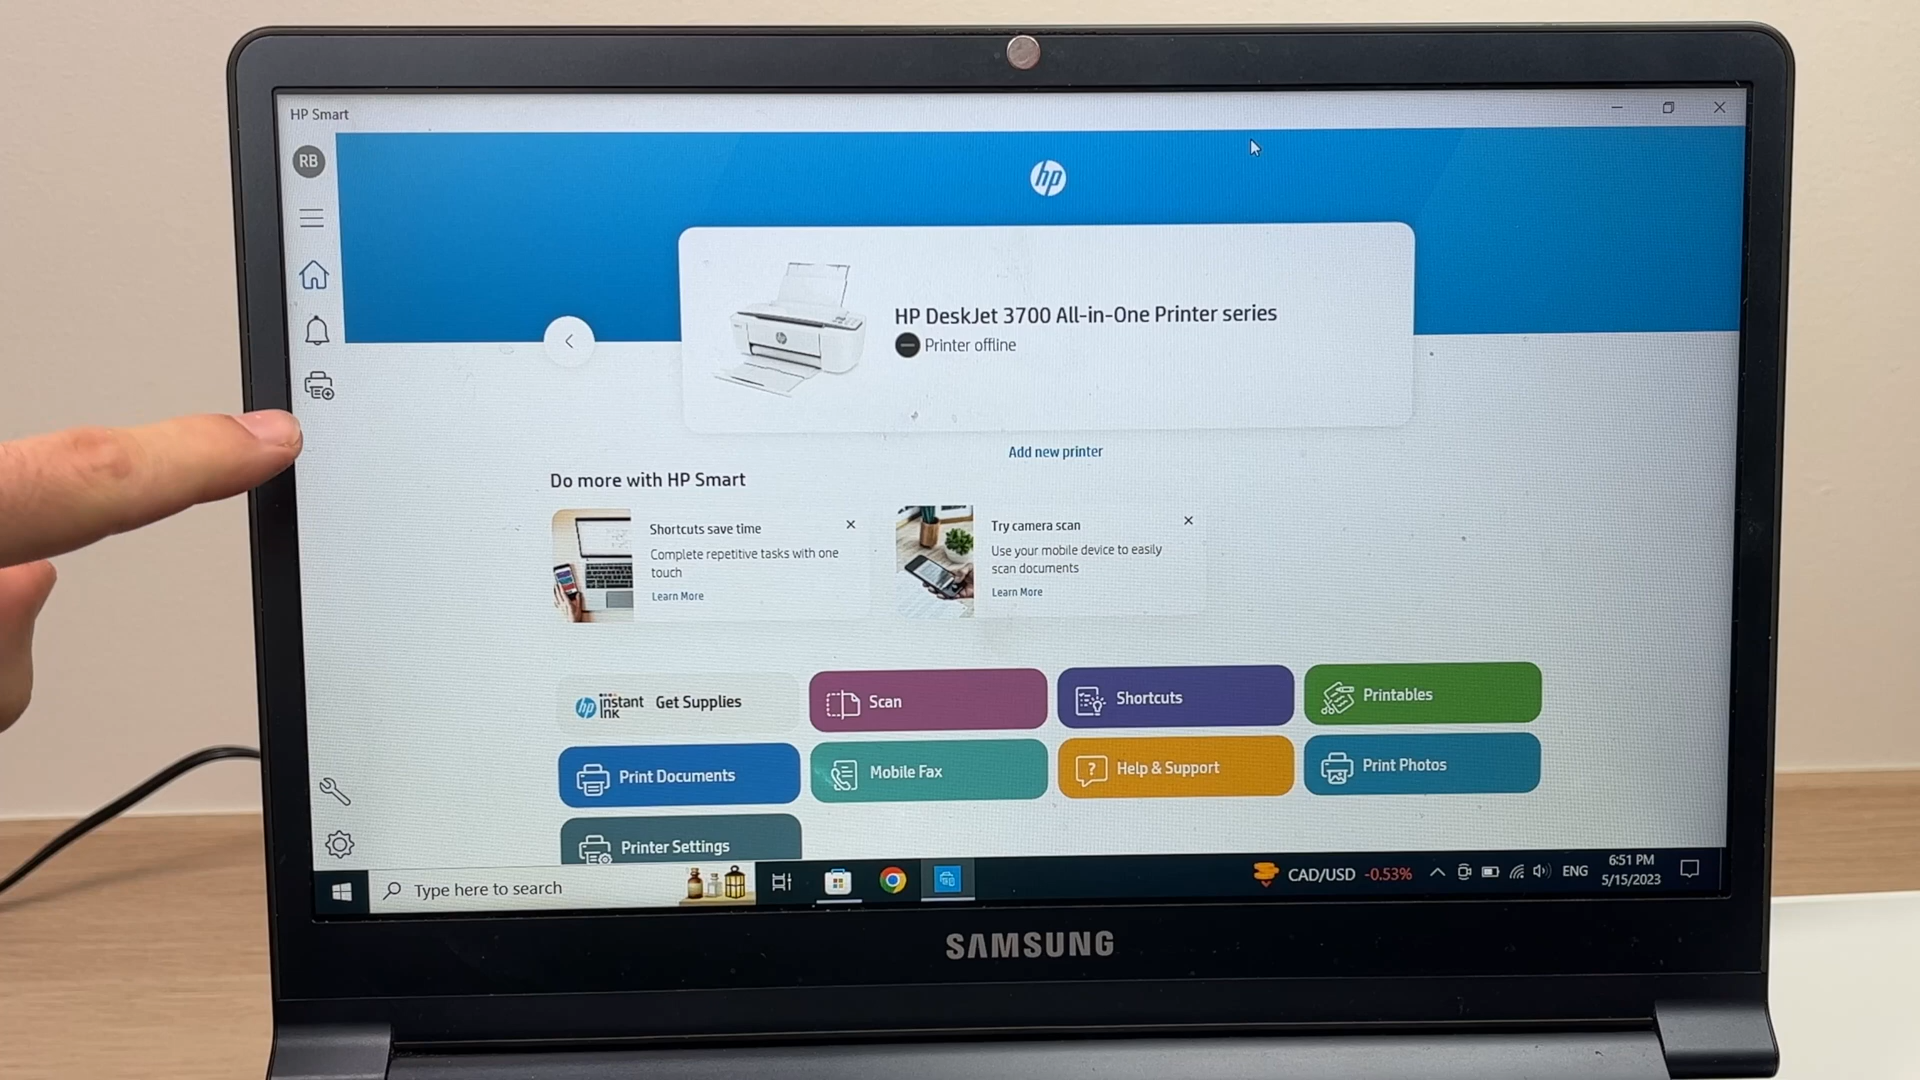 HP Smart
RB
hp
HP DeskJet 3700 All-in-One Printer series
Printer offline
Add new printer
Do more with HP Smart
Shortcuts save time
Complete repetitive tasks with one
touch
Learn More
Try camera scan
Use your mobile device to easily
scan documents
Learn More
hp instant ink Get Supplies
Scan
Shortcuts
Printables
Print Documents
Mobile Fax
Help & Support
Print Photos
Printer Settings
Type here to search
CAD/USD -0.53%
ENG
6:51 PM
5/15/2023
SAMSUNG